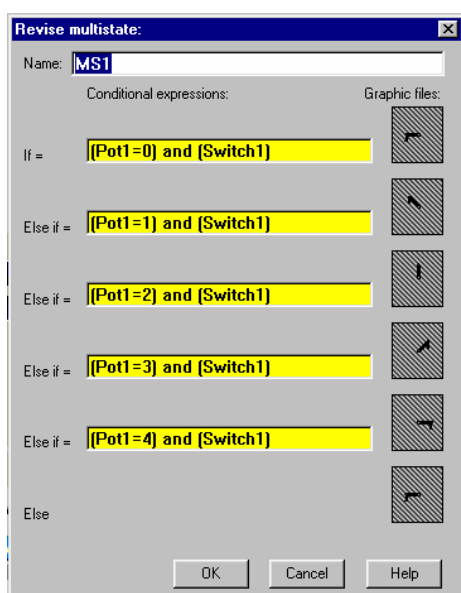 Revise multistate:
Name: MS1
Conditional expressions: Graphic files:
If = (Pot1=0) and (Switch1)
Else if = (Pot1=1) and (Switch1)
Else if = (Pot1=2) and (Switch1)
Else if = (Pot1=3) and (Switch1)
Else if = (Pot1=4) and (Switch1)
Else
OK Cancel Help